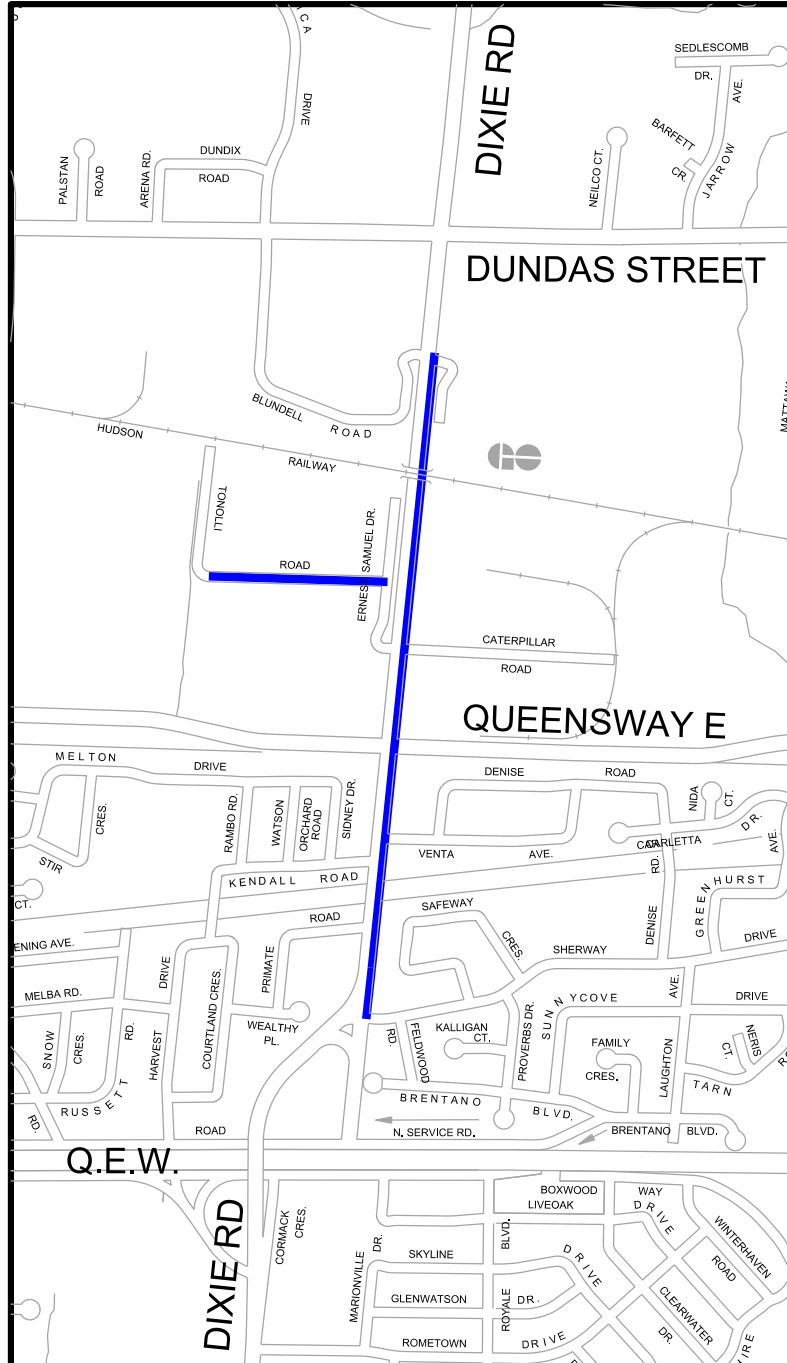 ICA
DRIVE
DIXIE RD
SEDLESCOMB
DR.
AVE.
BARFETT
CR.
JARROW
NEILCO CT.
PALSTAN
ROAD
ARENA RD.
DUNDIX
ROAD
DUNDAS STREET
BLUNDELL
ROAD
MATTAWA
HUDSON
RAILWAY
GO
TONOLLI
ROAD
ERNEST SAMUEL DR.
CATERPILLAR
ROAD
QUEENSWAY E
MELTON
DRIVE
DENISE
ROAD
NIDA
CT.
CRES.
RAMBO RD.
WATSON
ORCHARD
ROAD
SIDNEY DR.
STIR
VENTA
AVE.
CARLETTA
DR.
AVE.
RD.
KENDALL ROAD
CT.
GREENHURST
SAFEWAY
CRES.
ROAD
DENISE
DRIVE
SHERWAY
ENING AVE.
DRIVE
MELBA RD.
COURTLAND CRES.
PRIMATE
WEALTHY
PL.
SUNNYCOVE
AVE.
DRIVE
SNOW
CRES.
RD.
HARVEST
RD.
FELDWOOD
KALLIGAN
CT.
PROVERBS DR.
FAMILY
CRES.
LAUGHTON
CT.
NERIS
RUSSETT
RD.
BRENTANO
BLVD.
TARN
ROAD
N. SERVICE RD.
BRENTANO
BLVD.
Q.E.W.
DIXIE RD
CORMACK
CRES.
MARIONVILLE
DR.
BLVD.
BOXWOOD
WAY
LIVEOAK
DRIVE
WINTERHAVEN
ROAD
SKYLINE
DRIVE
GLENWATSON
DR.
ROYALE
CLEARWATER
DR.
ROMETOWN
DRIVE
IRE